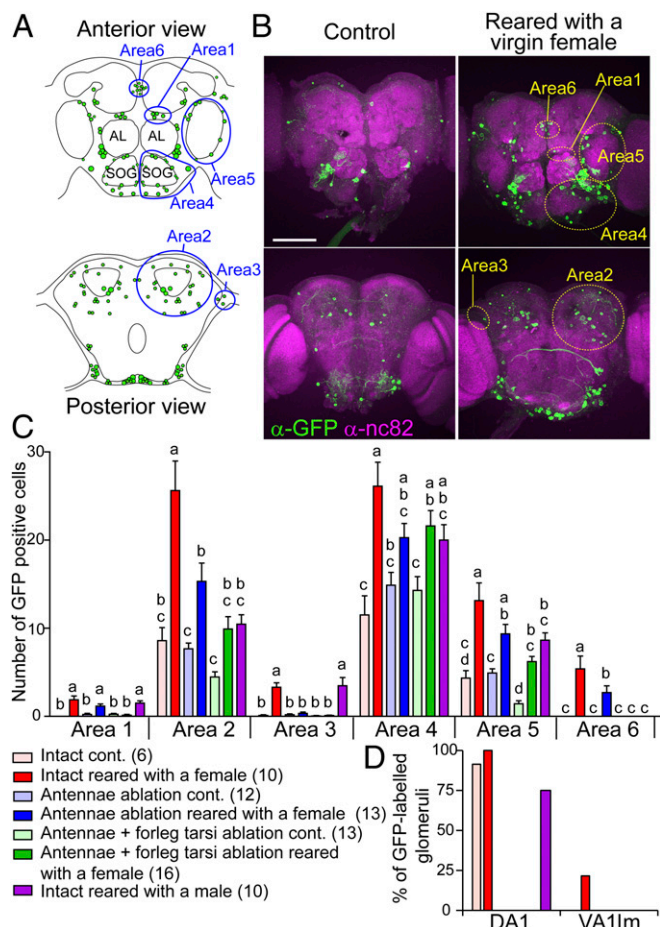 A
Anterior view
Area6
Area1
AL
AL
SOG
SOG
Area5
Area4
Area2
Area3
Posterior view
B
Control
Reared with a
virgin female
Area6
Area1
Area5
Area4
Area3
Area2
α-GFP α-nc82
C
Number of GFP positive cells
30
20
10
0
b a b a b b a
b c a c b c b c b c
b a b b b b a
c a b c a b c c a b a b c
c d a c a b d b c b c a b
c a c b c c c
Area 1
Area 2
Area 3
Area 4
Area 5
Area 6
Intact cont. (6)
Intact reared with a female (10)
Antennae ablation cont. (12)
Antennae ablation reared with a female (13)
Antennae + forleg tarsi ablation cont. (13)
Antennae + forleg tarsi ablation reared
with a female (16)
Intact reared with a male (10)
D
% of GFP-labelled
glomeruli
100
75
50
25
0
DA1
VA1lm